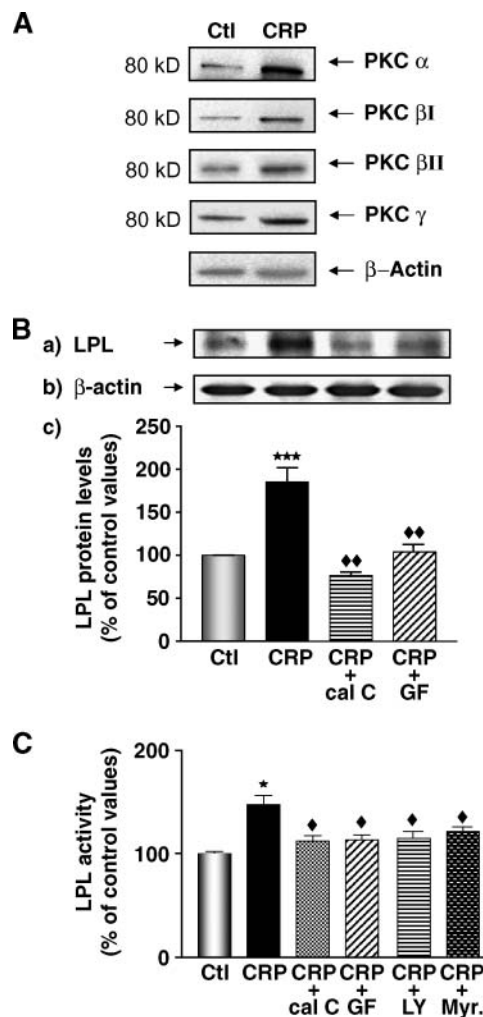 A
Ctl CRP
80 kD ← PKC α
80 kD ← PKC βI
80 kD ← PKC βII
80 kD ← PKC γ
← β–Actin
B
a) LPL →
b) β-actin →
c)
LPL protein levels
(% of control values)
250
200
150
100
50
0
★★★
♦♦
♦♦
Ctl CRP CRP + cal C CRP + GF
C
LPL activity
(% of control values)
200
100
0
★
♦ ♦ ♦ ♦
Ctl CRP CRP + cal C CRP + GF CRP + LY CRP + Myr.